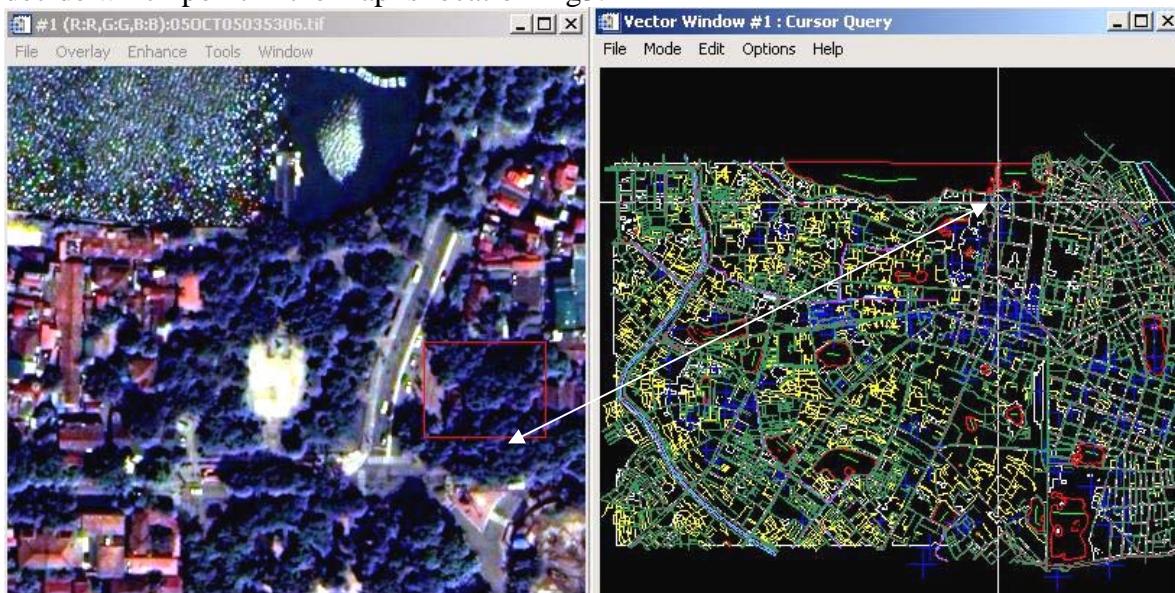 #1 (R:R,G:G,B:B):05OCT05035306.tif
File Overlay Enhance Tools Window
Vector Window #1 : Cursor Query
File Mode Edit Options Help